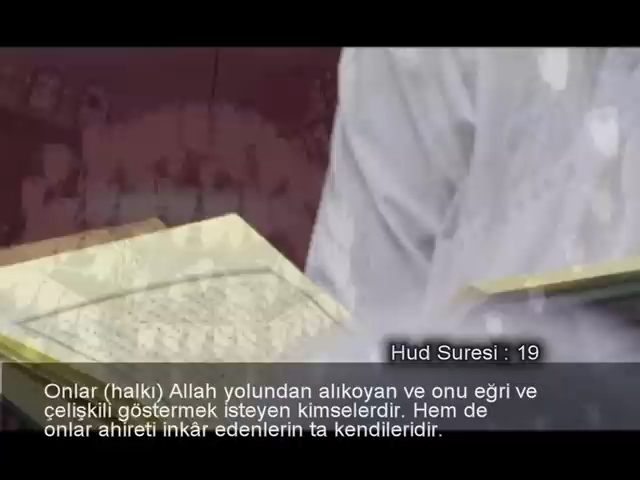 Hud Suresi : 19
Onlar (halkı) Allah yolundan alıkoyan ve onu eğri ve
çelişkili göstermek isteyen kimselerdir. Hem de
onlar ahireti inkâr edenlerin ta kendileridir.